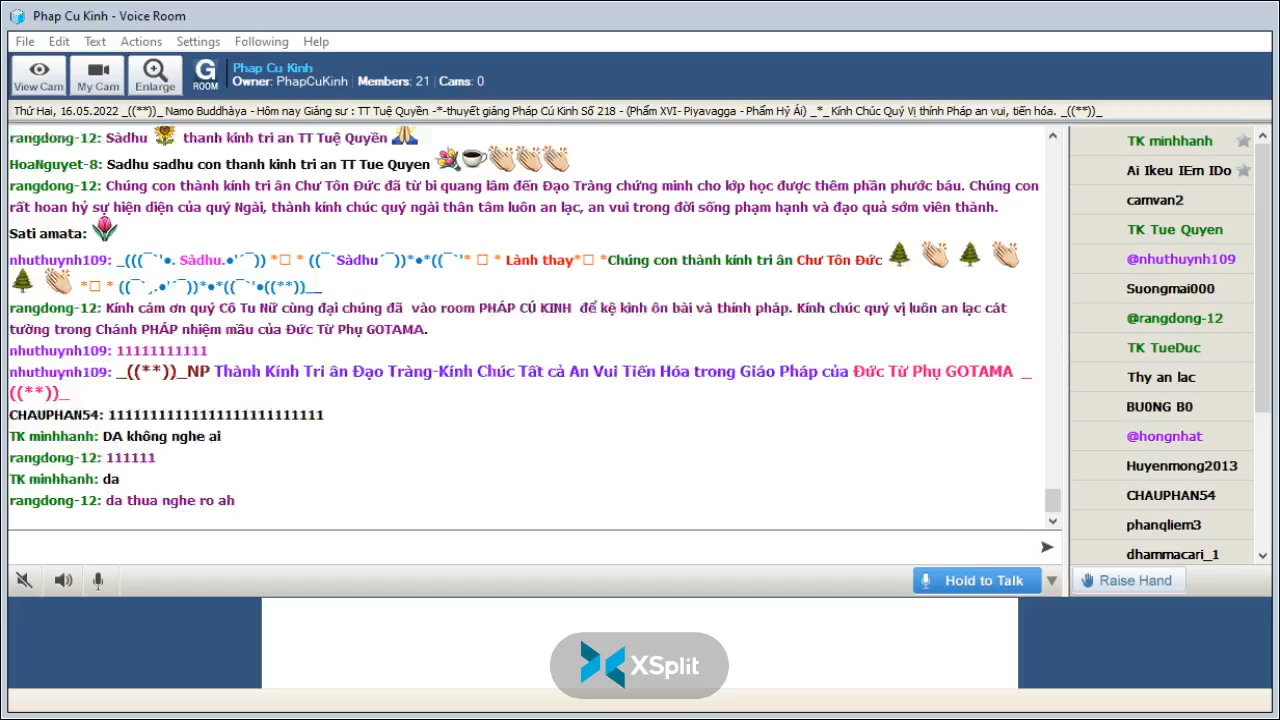 Phap Cu Kinh - Voice Room
File Edit Text Actions Settings Following Help
View Cam My Cam Enlarge G ROOM
Phap Cu Kinh
Owner: PhapCuKinh | Members: 21 | Cams: 0
Thứ Hai, 16.05.2022 _((**))_ Namo Buddhàya - Hôm nay Giảng sư : TT Tuệ Quyền -*-thuyết giảng Pháp Cú Kinh Số 218 - (Phẩm XVI- Piyavagga - Phẩm Hỷ Ái) _*_ Kính Chúc Quý Vị thính Pháp an vui, tiến hóa. _((**))_
rangdong-12: Sàdhu thanh kính tri an TT Tuệ Quyền
HoaNguyet-8: Sadhu sadhu con thanh kinh tri an TT Tue Quyen
rangdong-12: Chúng con thành kính tri ân Chư Tôn Đức đã từ bi quang lâm đến Đạo Tràng chứng minh cho lớp học được thêm phần phước báu. Chúng con
rất hoan hỷ sự hiện diện của quý Ngài, thành kính chúc quý ngài thân tâm luôn an lạc, an vui trong đời sống phạm hạnh và đạo quả sớm viên thành.
Sati amata:
nhuthuynh109: _(((¯`'•. Sàdhu.•'´¯)) *□ * ((¯`Sàdhu´¯))*•*((¯`'* □ * Lành thay*□ *Chúng con thành kính tri ân Chư Tôn Đức
*□ * ((¯`¸.•'´¯))*•*((¯`'•((**))__
rangdong-12: Kính cám ơn quý Cô Tu Nữ cùng đại chúng đã vào room PHÁP CÚ KINH để kệ kinh ôn bài và thính pháp. Kính chúc quý vị luôn an lạc cát
tường trong Chánh PHÁP nhiệm mầu của Đức Từ Phụ GOTAMA.
nhuthuynh109: 11111111111
nhuthuynh109: _((**))_NP Thành Kính Tri ân Đạo Tràng-Kính Chúc Tất cả An Vui Tiến Hóa trong Giáo Pháp của Đức Từ Phụ GOTAMA _
((**))_
CHAUPHAN54: 1111111111111111111111111
TK minhhanh: DA không nghe ai
rangdong-12: 111111
TK minhhanh: da
rangdong-12: da thua nghe ro ah
TK minhhanh
Ai lkeu IEm IDo
camvan2
TK Tue Quyen
@nhuthuynh109
Suongmai000
@rangdong-12
TK TueDuc
Thy an lac
BU0NG B0
@hongnhat
Huyenmong2013
CHAUPHAN54
phanqliem3
dhammacari_1
Hold to Talk
Raise Hand
XSplit